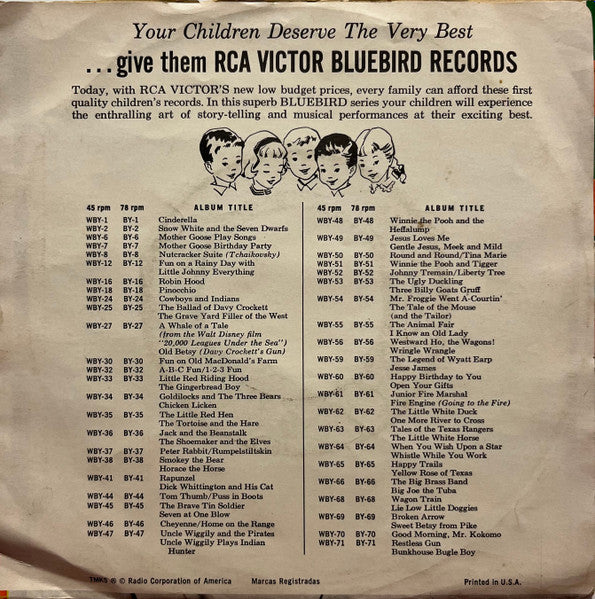 Your Children Deserve The Very Best
...give them RCA VICTOR BLUEBIRD RECORDS
Today, with RCA VICTOR'S new low budget prices, every family can afford these first
quality children's records. In this superb BLUEBIRD series your children will experience
the enthralling art of story-telling and musical performances at their exciting best.
45 rpm 78 rpm ALBUM TITLE
WBY-1 BY-1 Cinderella
WBY-2 BY-2 Snow White and the Seven Dwarfs
WBY-6 BY-6 Mother Goose Play Songs
WBY-7 BY-7 Mother Goose Birthday Party
WBY-8 BY-8 Nutcracker Suite (Tchaikovsky)
WBY-12 BY-12 Fun on a Rainy Day with
Little Johnny Everything
WBY-16 BY-16 Robin Hood
WBY-18 BY-18 Pinocchio
WBY-24 BY-24 Cowboys and Indians
WBY-25 BY-25 The Ballad of Davy Crockett
The Grave Yard Filler of the West
WBY-27 BY-27 A Whale of a Tale
(from the Walt Disney film
"20,000 Leagues Under the Sea")
Old Betsy (Davy Crockett's Gun)
WBY-30 BY-30 Fun on Old MacDonald's Farm
WBY-32 BY-32 A-B-C Fun/1-2-3 Fun
WBY-33 BY-33 Little Red Riding Hood
The Gingerbread Boy
WBY-34 BY-34 Goldilocks and The Three Bears
Chicken Licken
WBY-35 BY-35 The Little Red Hen
The Tortoise and the Hare
WBY-36 BY-36 Jack and the Beanstalk
The Shoemaker and the Elves
WBY-37 BY-37 Peter Rabbit/Rumpelstiltskin
WBY-38 BY-38 Smokey the Bear
Horace the Horse
WBY-41 BY-41 Rapunzel
Dick Whittington and His Cat
WBY-44 BY-44 Tom Thumb/Puss in Boots
WBY-45 BY-45 The Brave Tin Soldier
Seven at One Blow
WBY-46 BY-46 Cheyenne/Home on the Range
WBY-47 BY-47 Uncle Wiggily and the Pirates
Uncle Wiggily Plays Indian
Hunter
45 rpm 78 rpm ALBUM TITLE
WBY-48 BY-48 Winnie the Pooh and the
Heffalump
WBY-49 BY-49 Jesus Loves Me
Gentle Jesus, Meek and Mild
WBY-50 BY-50 Round and Round/Tina Marie
WBY-51 BY-51 Winnie the Pooh and Tigger
WBY-52 BY-52 Johnny Tremain/Liberty Tree
WBY-53 BY-53 The Ugly Duckling
Three Billy Goats Gruff
WBY-54 BY-54 Mr. Froggie Went A-Courtin'
The Tale of the Mouse
(and the Tailor)
WBY-55 BY-55 The Animal Fair
I Know an Old Lady
WBY-56 BY-56 Westward Ho, the Wagons!
Wringle Wrangle
WBY-59 BY-59 The Legend of Wyatt Earp
Jesse James
WBY-60 BY-60 Happy Birthday to You
Open Your Gifts
WBY-61 BY-61 Junior Fire Marshal
Fire Engine (Going to the Fire)
WBY-62 BY-62 The Little White Duck
One More River to Cross
WBY-63 BY-63 Tales of the Texas Rangers
The Little White Horse
WBY-64 BY-64 When You Wish Upon a Star
Whistle While You Work
WBY-65 BY-65 Happy Trails
Yellow Rose of Texas
WBY-66 BY-66 The Big Brass Band
Big Joe the Tuba
WBY-68 BY-68 Wagon Train
Lie Low Little Doggies
WBY-69 BY-69 Broken Arrow
Sweet Betsy from Pike
WBY-70 BY-70 Good Morning, Mr. Kokomo
WBY-71 BY-71 Restless Gun
Bunkhouse Bugle Boy
TMKS ® © Radio Corporation of America Marcas Registradas Printed in U.S.A.